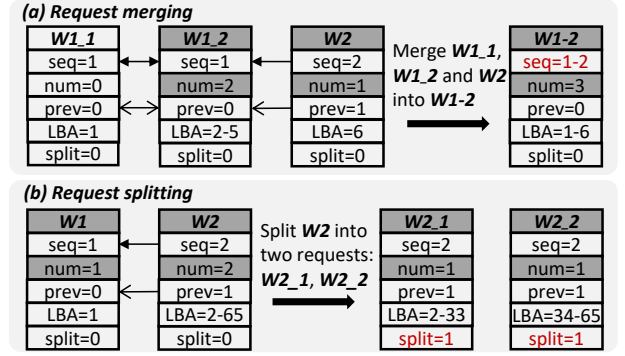 (a) Request merging
W1_1 W1_2 W2 W1-2
seq=1 seq=1 seq=2 Merge W1_1, seq=1-2
num=0 num=2 num=1 W1_2 and W2 num=3
prev=0 prev=0 prev=1 into W1-2 prev=0
LBA=1 LBA=2-5 LBA=6 LBA=1-6
split=0 split=0 split=0 split=0
(b) Request splitting
W1 W2 W2_1 W2_2
seq=1 seq=2 Split W2 into seq=2 seq=2
num=1 num=2 two requests: num=1 num=1
prev=0 prev=1 W2_1, W2_2 prev=1 prev=1
LBA=1 LBA=2-65 LBA=2-33 LBA=34-65
split=0 split=0 split=1 split=1